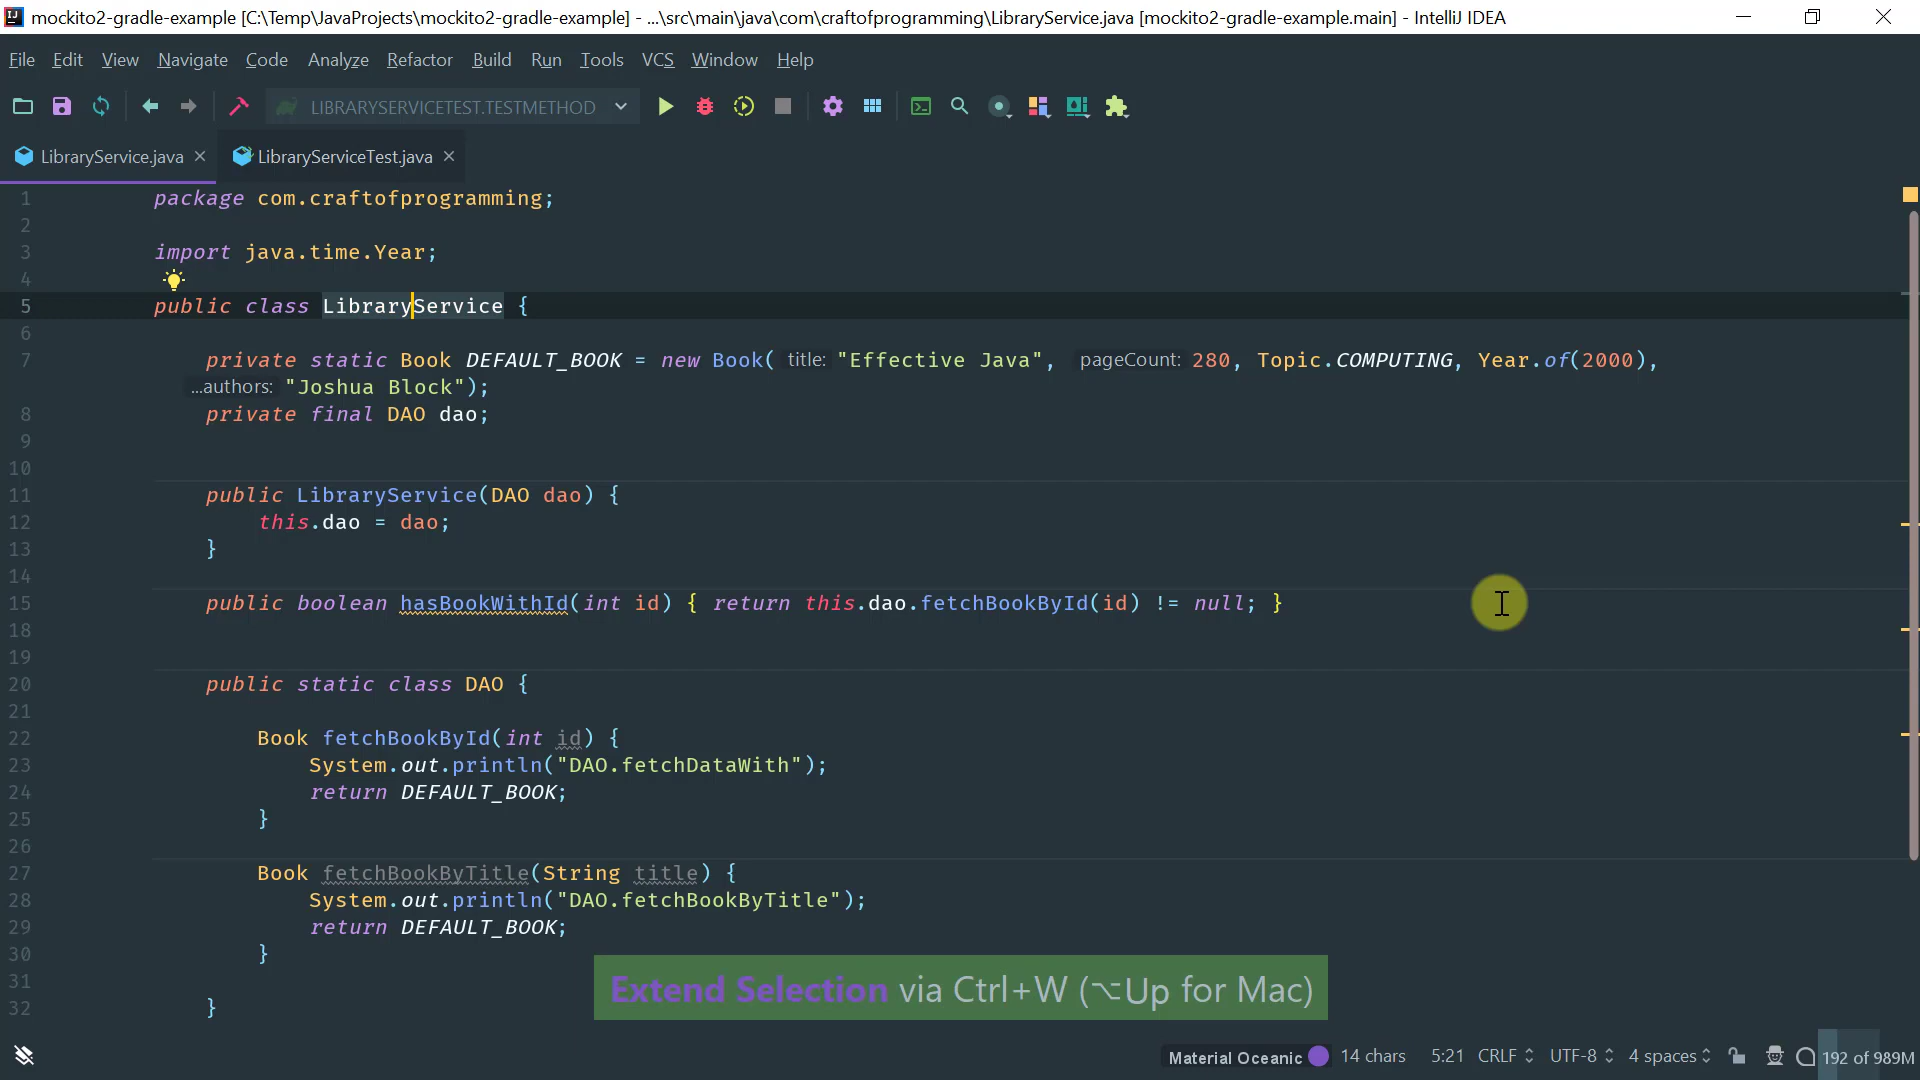 mockito2-gradle-example [C:\Temp\JavaProjects\mockito2-gradle-example] - ...\src\main\java\com\craftofprogramming\LibraryService.java [mockito2-gradle-example.main] - IntelliJ IDEA
File Edit View Navigate Code Analyze Refactor Build Run Tools VCS Window Help
LIBRARYSERVICETEST.TESTMETHOD
LibraryService.java LibraryServiceTest.java
1 package com.craftofprogramming;
2
3 import java.time.Year;
4
5 public class LibraryService {
6
7 private static Book DEFAULT_BOOK = new Book( title: "Effective Java", pageCount: 280, Topic.COMPUTING, Year.of(2000),
...authors: "Joshua Block");
8 private final DAO dao;
9
10
11 public LibraryService(DAO dao) {
12 this.dao = dao;
13 }
14
15 public boolean hasBookWithId(int id) { return this.dao.fetchBookById(id) != null; }
18
19
20 public static class DAO {
21
22 Book fetchBookById(int id) {
23 System.out.println("DAO.fetchDataWith");
24 return DEFAULT_BOOK;
25 }
26
27 Book fetchBookByTitle(String title) {
28 System.out.println("DAO.fetchBookByTitle");
29 return DEFAULT_BOOK;
30 }
31
32 }
Extend Selection via Ctrl+W (⌥Up for Mac)
Material Oceanic 14 chars 5:21 CRLF UTF-8 4 spaces 192 of 989M